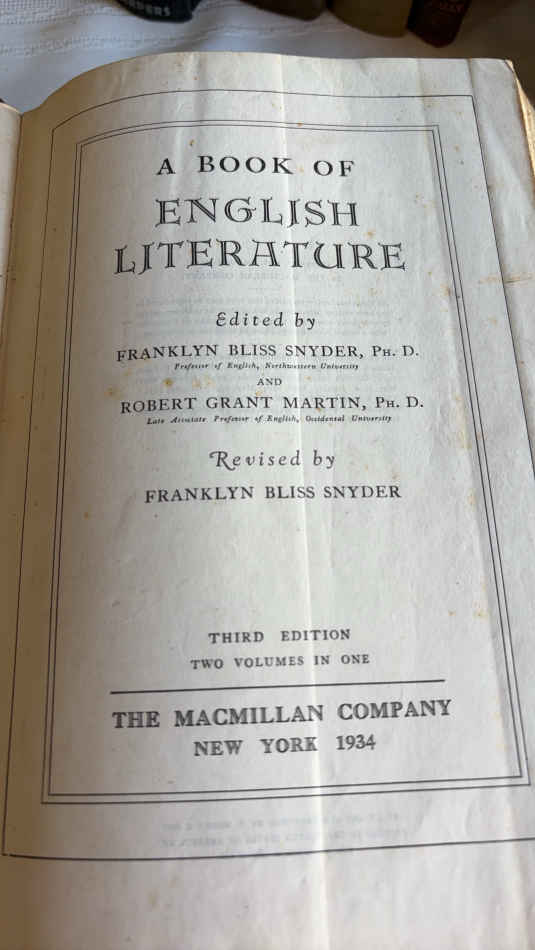 A BOOK OF
ENGLISH
LITERATURE
Edited by
FRANKLYN BLISS SNYDER, PH. D.
Professor of English, Northwestern University
AND
ROBERT GRANT MARTIN, PH. D.
Late Associate Professor of English, Occidental University
Revised by
FRANKLYN BLISS SNYDER
THIRD EDITION
TWO VOLUMES IN ONE
THE MACMILLAN COMPANY
NEW YORK 1934